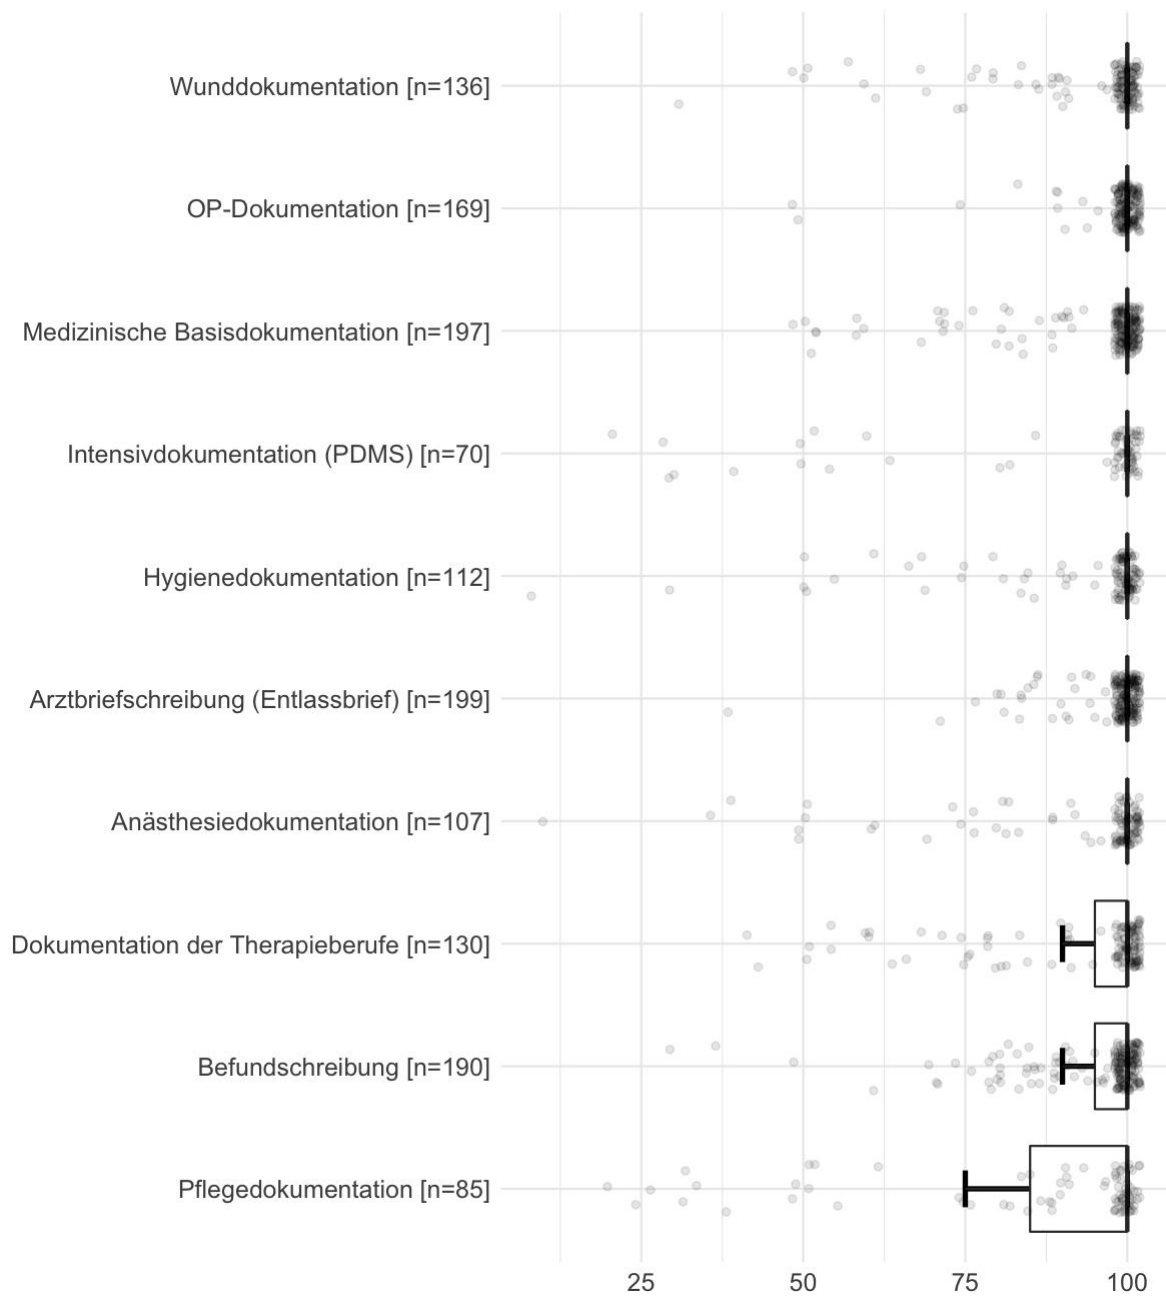 Wunddokumentation [n=136]
OP-Dokumentation [n=169]
Medizinische Basisdokumentation [n=197]
Intensivdokumentation (PDMS) [n=70]
Hygienedokumentation [n=112]
Arztbriefschreibung (Entlassbrief) [n=199]
Anästhesiedokumentation [n=107]
Dokumentation der Therapieberufe [n=130]
Befundschreibung [n=190]
Pflegedokumentation [n=85]
25 50 75 100